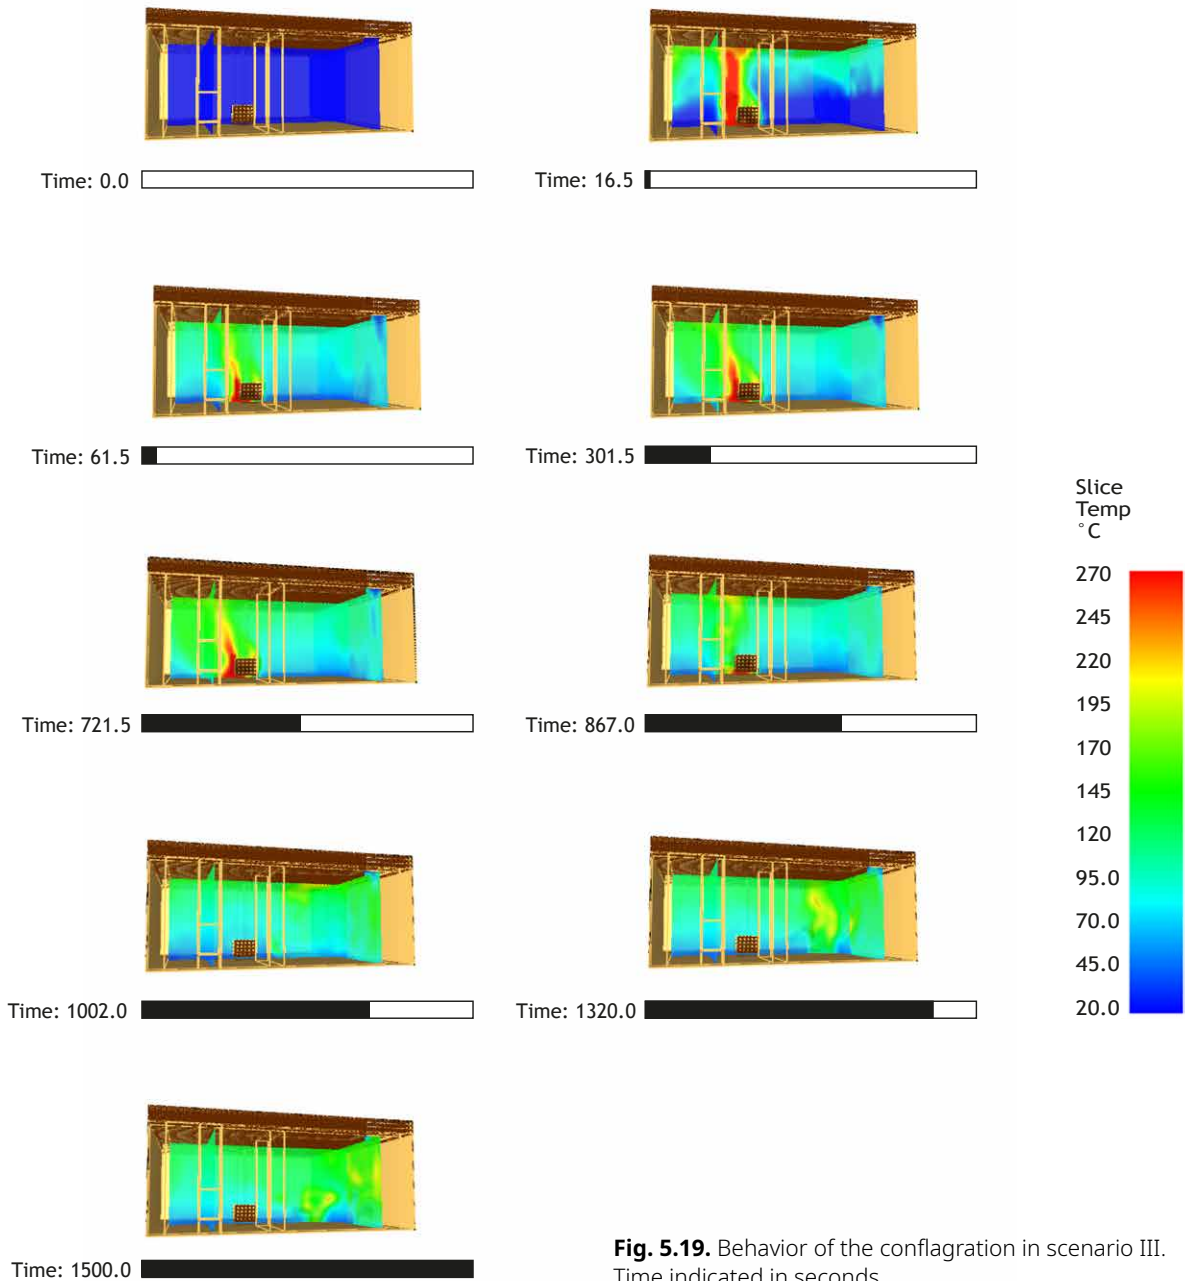 Time: 0.0
Time: 16.5
Time: 61.5
Time: 301.5
Slice
Temp
°C
270
245
220
195
170
145
120
95.0
70.0
45.0
20.0
Time: 721.5
Time: 867.0
Time: 1002.0
Time: 1320.0
Time: 1500.0
Fig. 5.19. Behavior of the conflagration in scenario III.
Time indicated in seconds